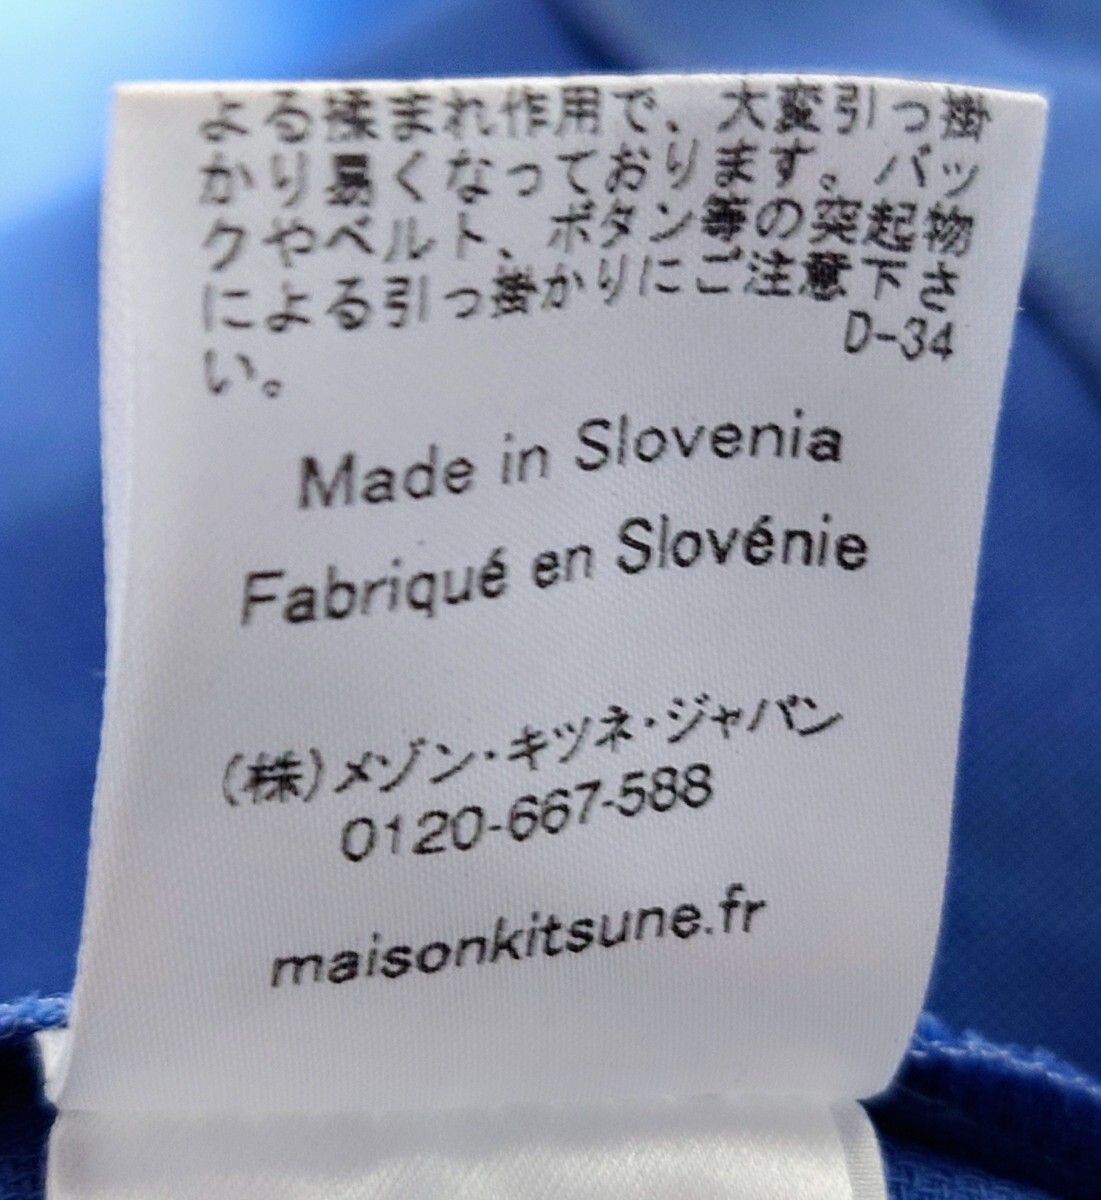 よる揉まれ作用で、大変引っ掛
かり易くなっております。バッ
クやベルト、ボタン等の突起物
による引っ掛かりにご注意下さ
い。
D-34
Made in Slovenia
Fabriqué en Slovénie
(株)メゾン・キツネ・ジャパン
0120-667-588
maisonkitsune.fr